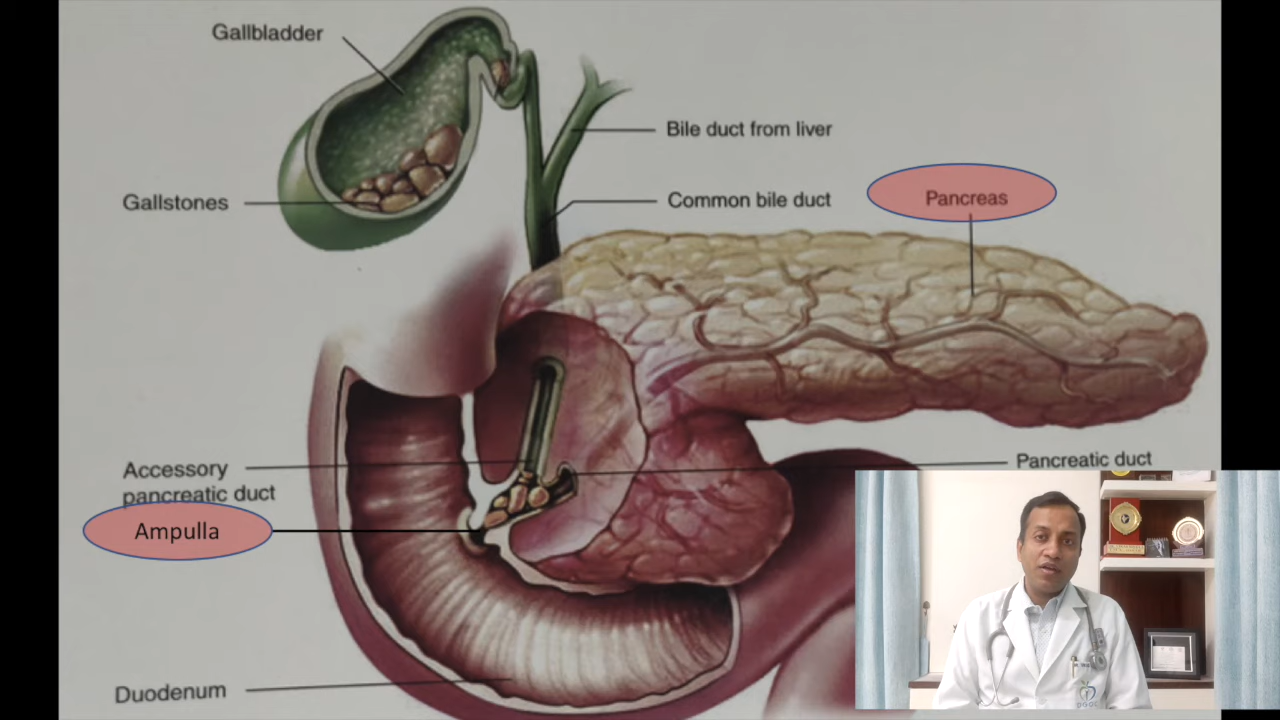 Gallbladder
Bile duct from liver
Gallstones
Common bile duct
Pancreas
Accessory
pancreatic duct
Pancreatic duct
Ampulla
Duodenum